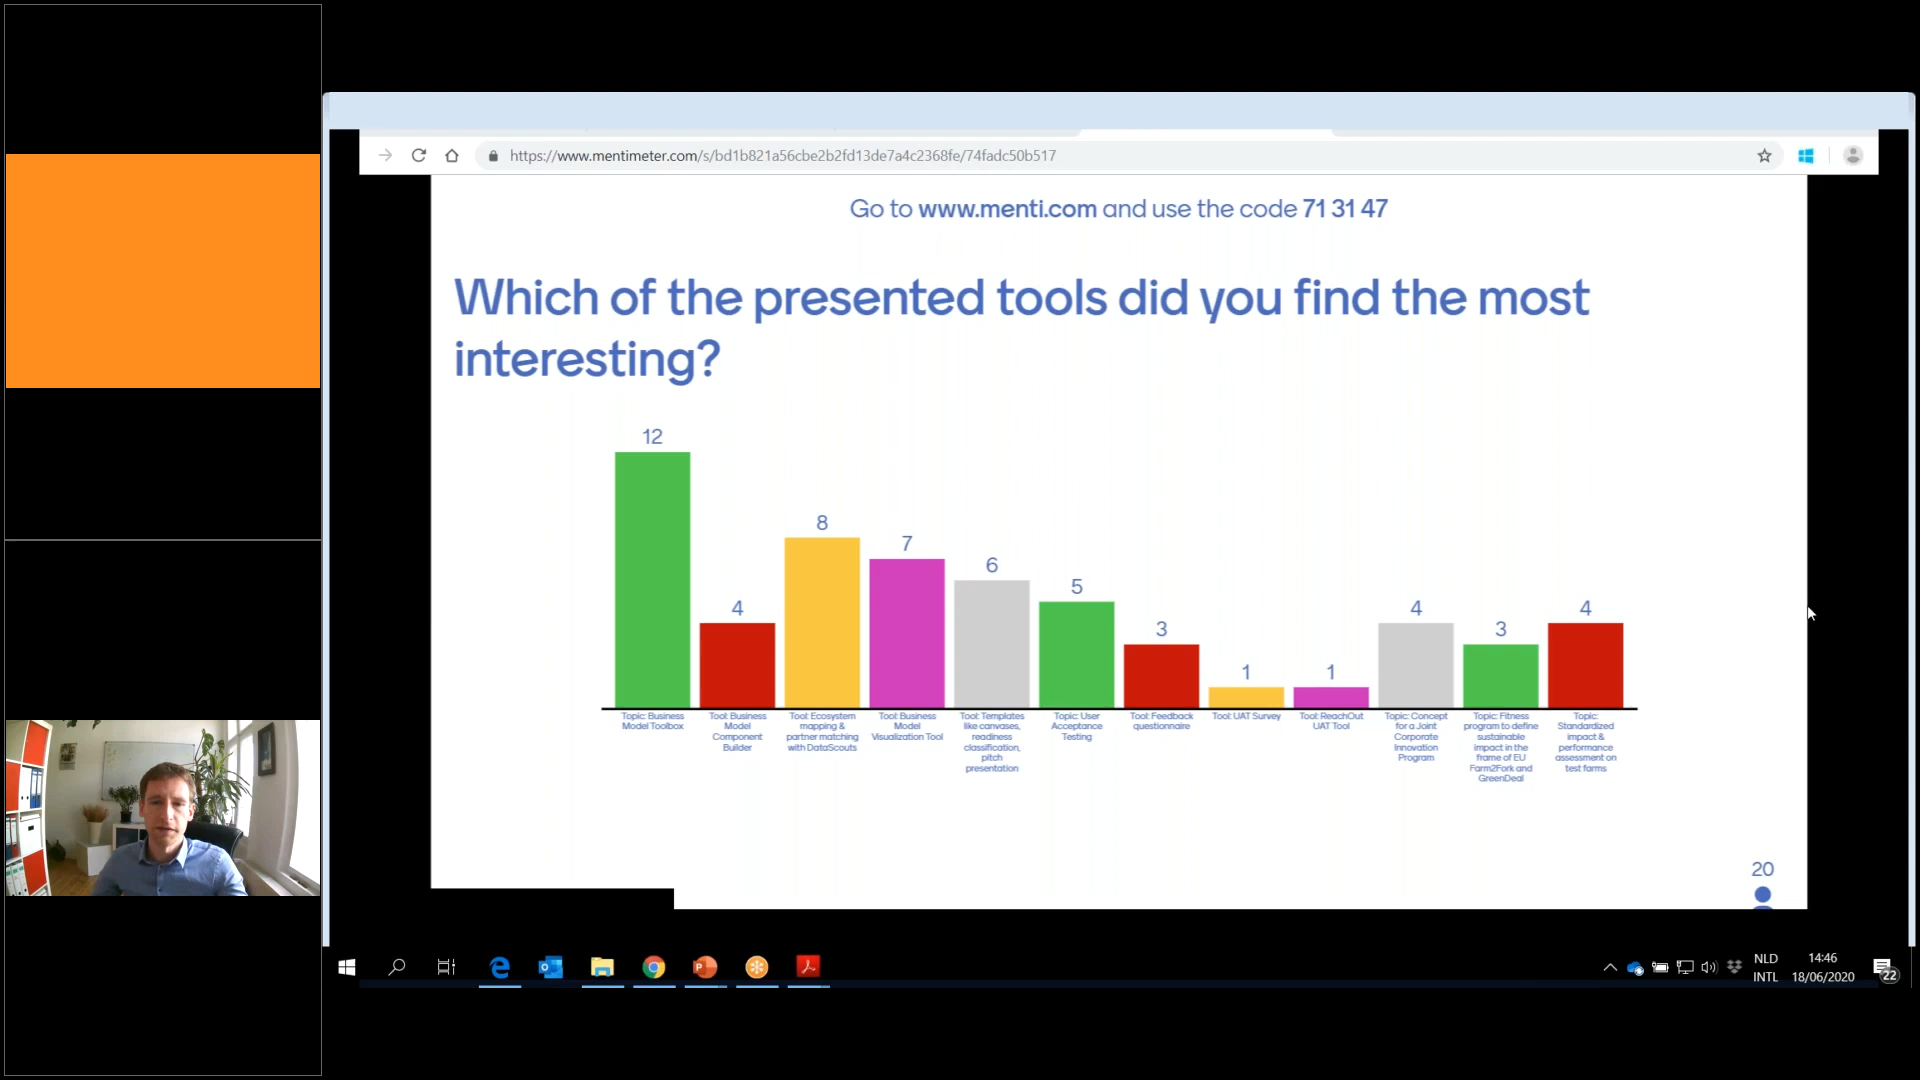 https://www.mentimeter.com/s/bd1b821a56cbe2b2fd13de7a4c2368fe/74fadc50b517
Go to www.menti.com and use the code 71 31 47
Which of the presented tools did you find the most
interesting?
12
4
8
7
6
5
3
1
1
4
3
4
Topic: Business
Model Toolbox
Tool: Business
Model
Component
Builder
Tool: Ecosystem
mapping &
partner matching
with DataScouts
Tool: Business
Model
Visualization Tool
Tool: Templates
like canvases,
readiness
classification,
pitch
presentation
Topic: User
Acceptance
Testing
Tool: Feedback
questionnaire
Tool: UAT Survey
Tool: ReachOut
UAT Tool
Topic: Concept
for a Joint
Corporate
Innovation
Program
Topic: Fitness
program to define
sustainable
impact in the
frame of EU
Farm2Fork and
GreenDeal
Topic:
Standardized
impact &
performance
assessment on
test farms
20
NLD
INTL
14:46
18/06/2020
22